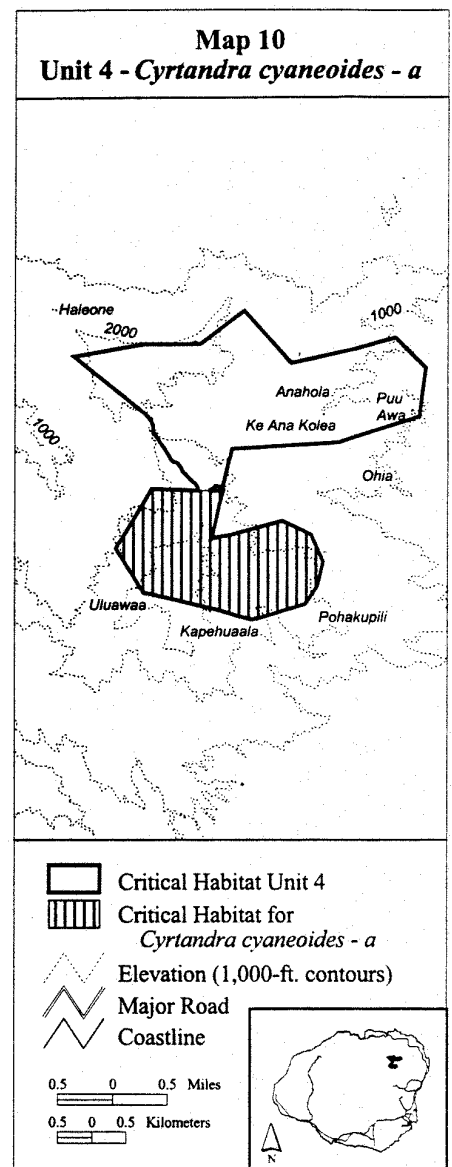 Map 10
Unit 4 - Cyrtandra cyaneoides - a
Haleone
2000
1000
Anahola
Puu
Awa
Ke Ana Kolea
1000
Ohia
Uluawaa
Kapehuaala
Pohakupili
Critical Habitat Unit 4
Critical Habitat for
Cyrtandra cyaneoides - a
Elevation (1,000-ft. contours)
Major Road
Coastline
0.5 0 0.5 Miles
0.5 0 0.5 Kilometers
N